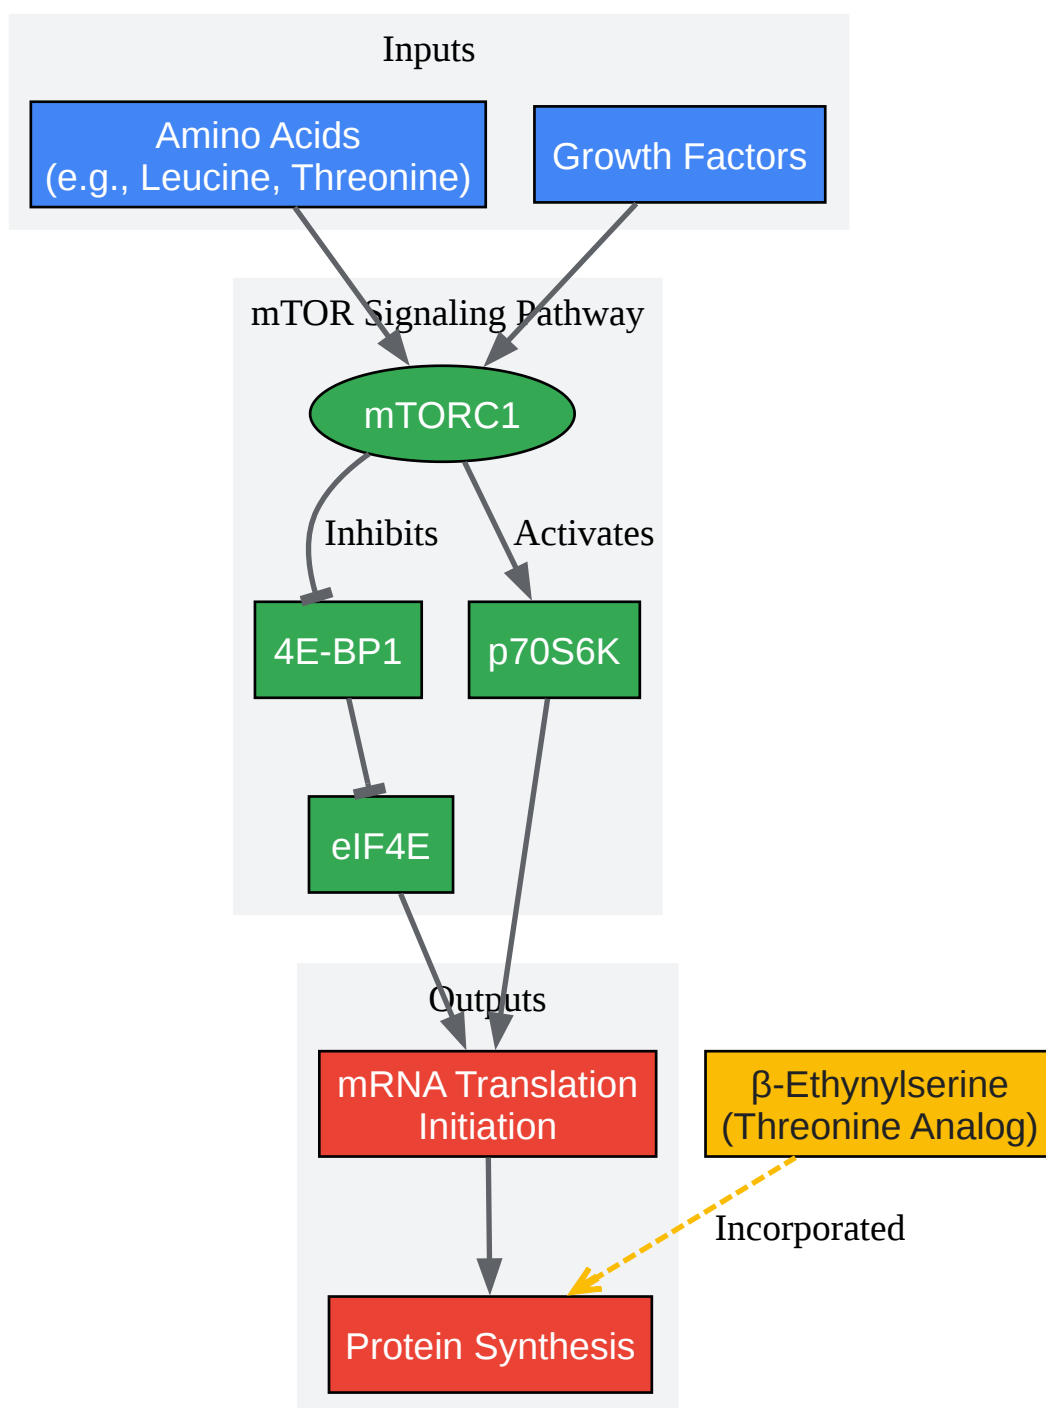 Inputs
Amino Acids
(e.g., Leucine, Threonine)
Growth Factors
mTOR Signaling Pathway
mTORC1
Inhibits
Activates
4E-BP1
p70S6K
eIF4E
Outputs
mRNA Translation
Initiation
β-Ethynylserine
(Threonine Analog)
Incorporated
Protein Synthesis